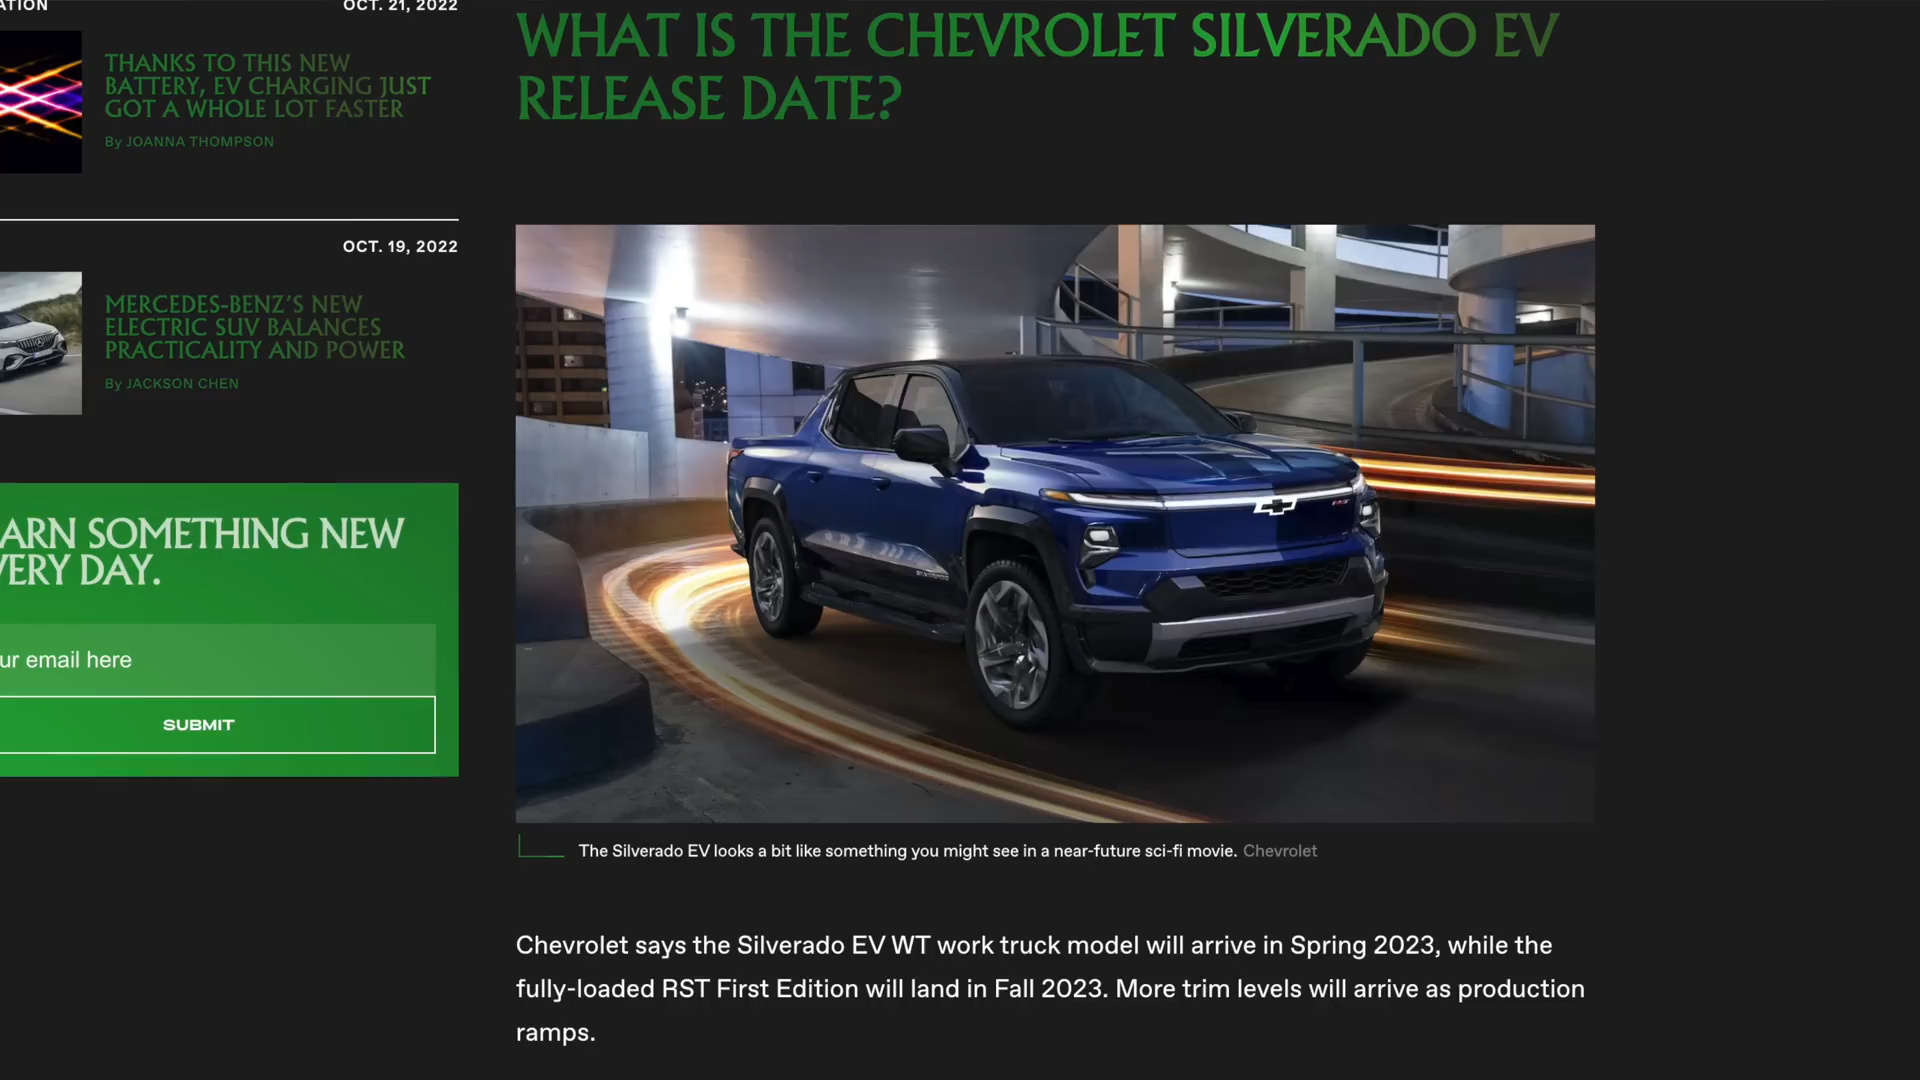 ATION
OCT. 21, 2022
THANKS TO THIS NEW
BATTERY, EV CHARGING JUST
GOT A WHOLE LOT FASTER
By JOANNA THOMPSON
OCT. 19, 2022
MERCEDES-BENZ’S NEW
ELECTRIC SUV BALANCES
PRACTICALITY AND POWER
By JACKSON CHEN
ARN SOMETHING NEW
VERY DAY.
ur email here
SUBMIT
WHAT IS THE CHEVROLET SILVERADO EV
RELEASE DATE?
SILVERADO
The Silverado EV looks a bit like something you might see in a near-future sci-fi movie. Chevrolet
Chevrolet says the Silverado EV WT work truck model will arrive in Spring 2023, while the
fully-loaded RST First Edition will land in Fall 2023. More trim levels will arrive as production
ramps.